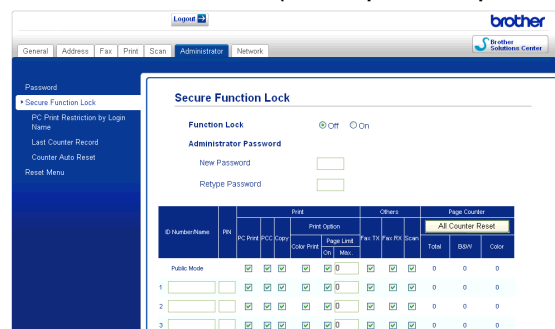 Logout
brother
Brother
Solutions Center
General Address Fax Print Scan Administrator Network
Password
Secure Function Lock
PC Print Restriction by Login
Name
Last Counter Record
Counter Auto Reset
Reset Menu
Secure Function Lock
Function Lock Off On
Administrator Password
New Password
Retype Password
Print Others Page Counter
ID Number/Name PIN PC Print PCC Copy Print Option Fax TX Fax RX Scan All Counter Reset
Color Print Page Limit Total B&W Color
On Max.
Public Mode 0 0 0 0
1 0 0 0 0
2 0 0 0 0
3 0 0 0 0